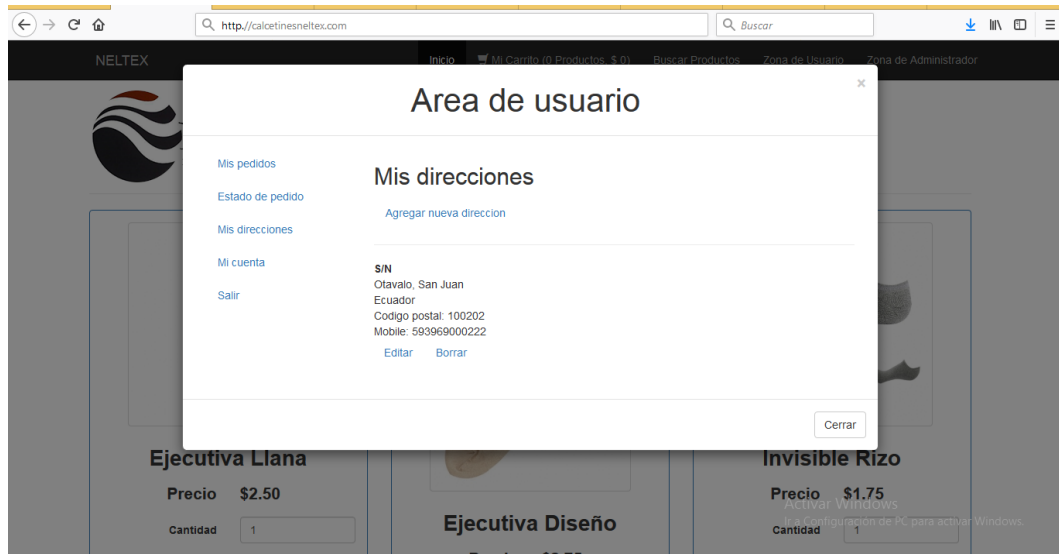 http://calcetinesneltex.com
Buscar
NELTEX
Inicio
Mi Carrito (0 Productos, $ 0)
Buscar Productos
Zona de Usuario
Zona de Administrador
Area de usuario
×
Mis pedidos
Estado de pedido
Mis direcciones
Mi cuenta
Salir
Mis direcciones
Agregar nueva direccion
S/N
Otavalo, San Juan
Ecuador
Codigo postal: 100202
Mobile: 593969000222
Editar Borrar
Cerrar
Ejecutiva Llana
Precio $2.50
Cantidad 1
Ejecutiva Diseño
Invisible Rizo
Precio $1.75
Cantidad 1
Activar Windows
Ir a Configuración de PC para activar Windows.